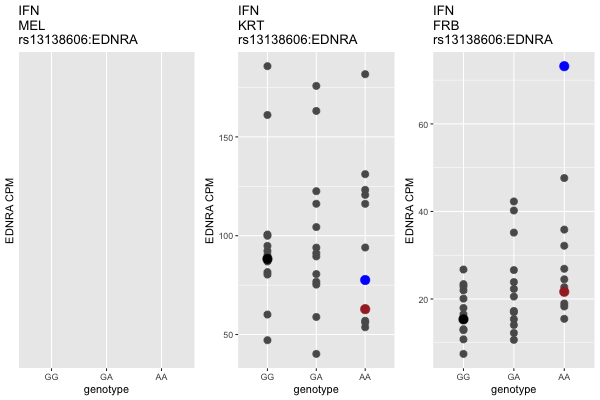 IFN
MEL
rs13138606:EDNRA
EDNRA CPM
GG
GA
AA
genotype
IFN
KRT
rs13138606:EDNRA
EDNRA CPM
150
100
50
GG
GA
AA
genotype
IFN
FRB
rs13138606:EDNRA
EDNRA CPM
60
40
20
GG
GA
AA
genotype